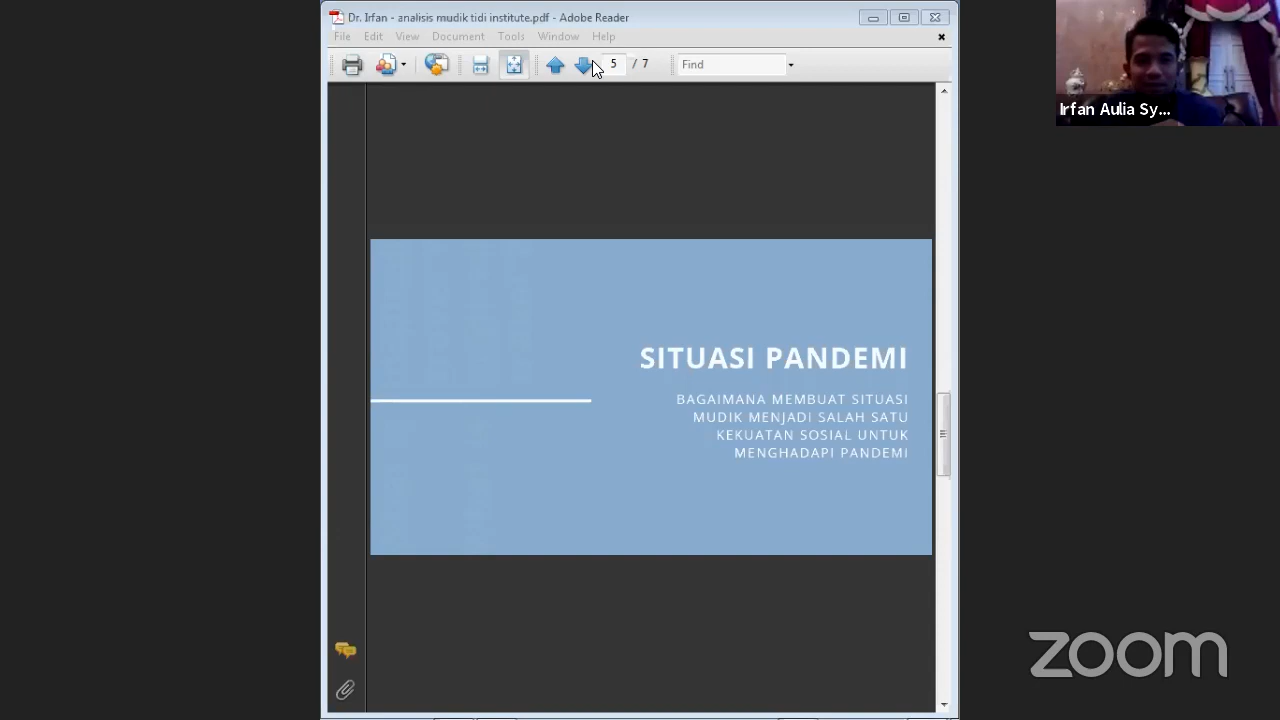 Dr. Irfan - analisis mudik tidi institute.pdf - Adobe Reader
File Edit View Document Tools Window Help
5 / 7 Find
Irfan Aulia Sy...
SITUASI PANDEMI
BAGAIMANA MEMBUAT SITUASI
MUDIK MENJADI SALAH SATU
KEKUATAN SOSIAL UNTUK
MENGHADAPI PANDEMI
zoom